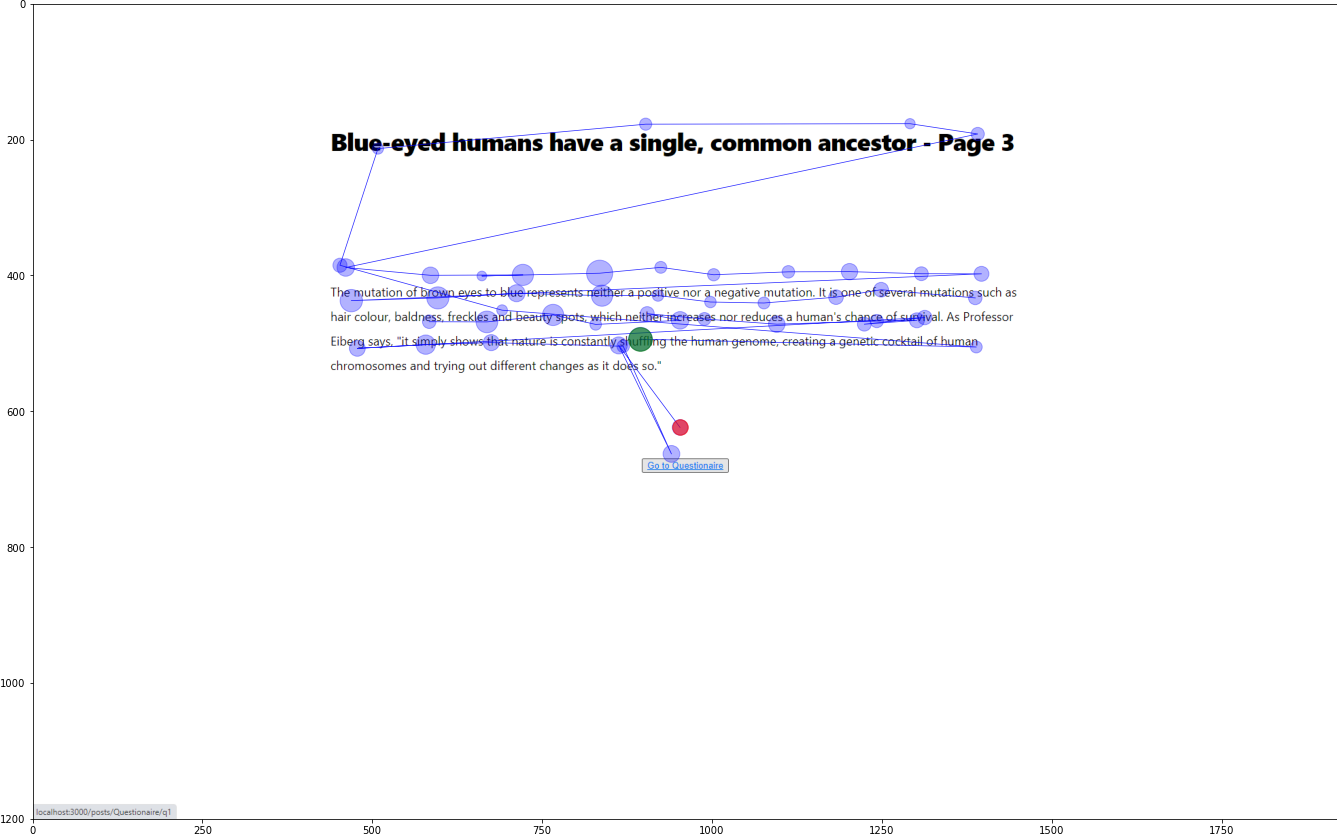 0
200
Blue-eyed humans have a single, common ancestor - Page 3
400
The mutation of brown eyes to blue represents neither a positive nor a negative mutation. It is one of several mutations such as
hair colour, baldness, freckles and beauty spots, which neither increases nor reduces a human's chance of survival. As Professor
Eiberg says, "it simply shows that nature is constantly shuffling the human genome, creating a genetic cocktail of human
chromosomes and trying out different changes as it does so."
600
Go to Questionaire
800
1000
localhost:3000/posts/Questionaire/q1
1200
0 250 500 750 1000 1250 1500 1750